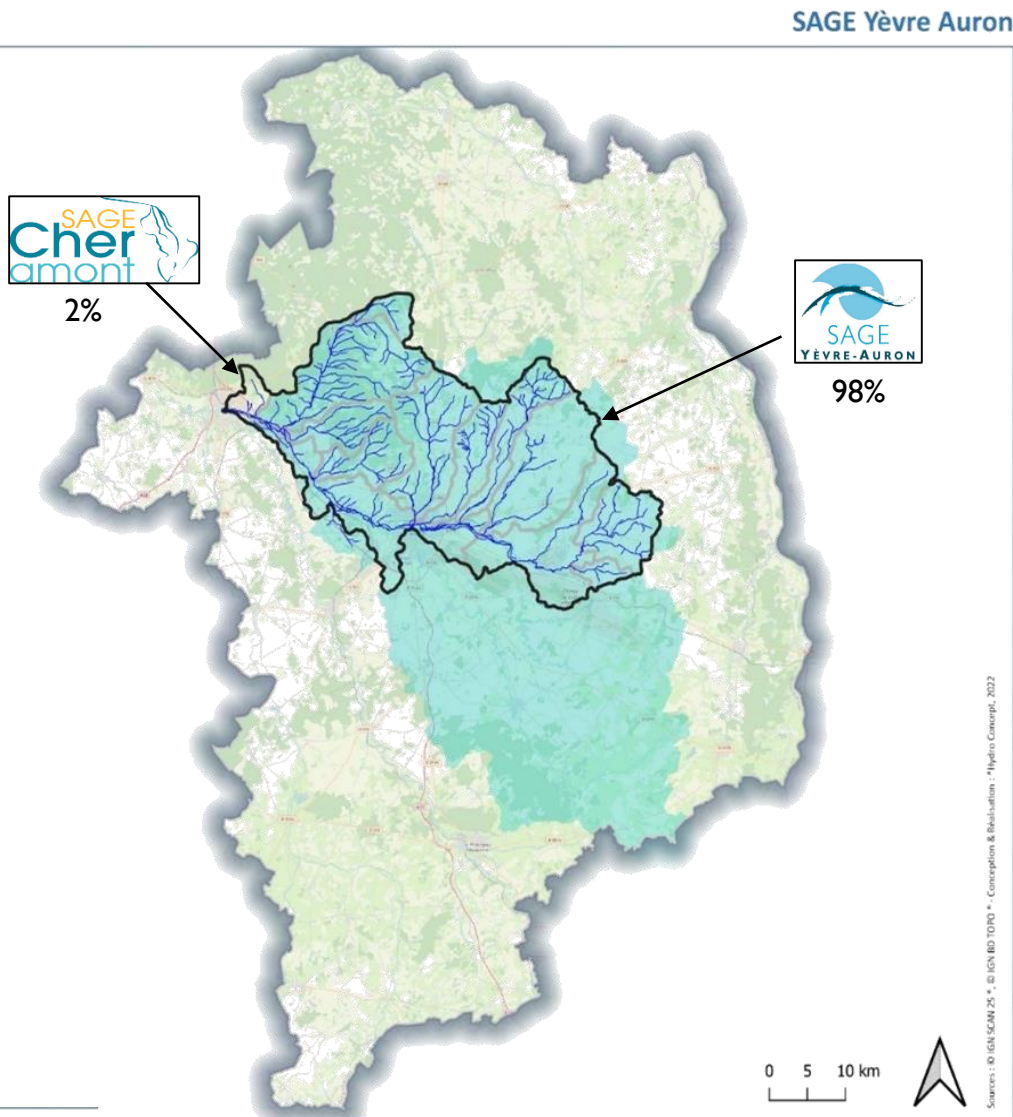 SAGE Yèvre Auron
SAGE
Cher
amont
2%
SAGE
YÈVRE-AURON
98%
0 5 10 km
Sources : © IGN SCAN 25 ®, © IGN BD TOPO ® - Conception & Réalisation : *Hydro Concept, 2022